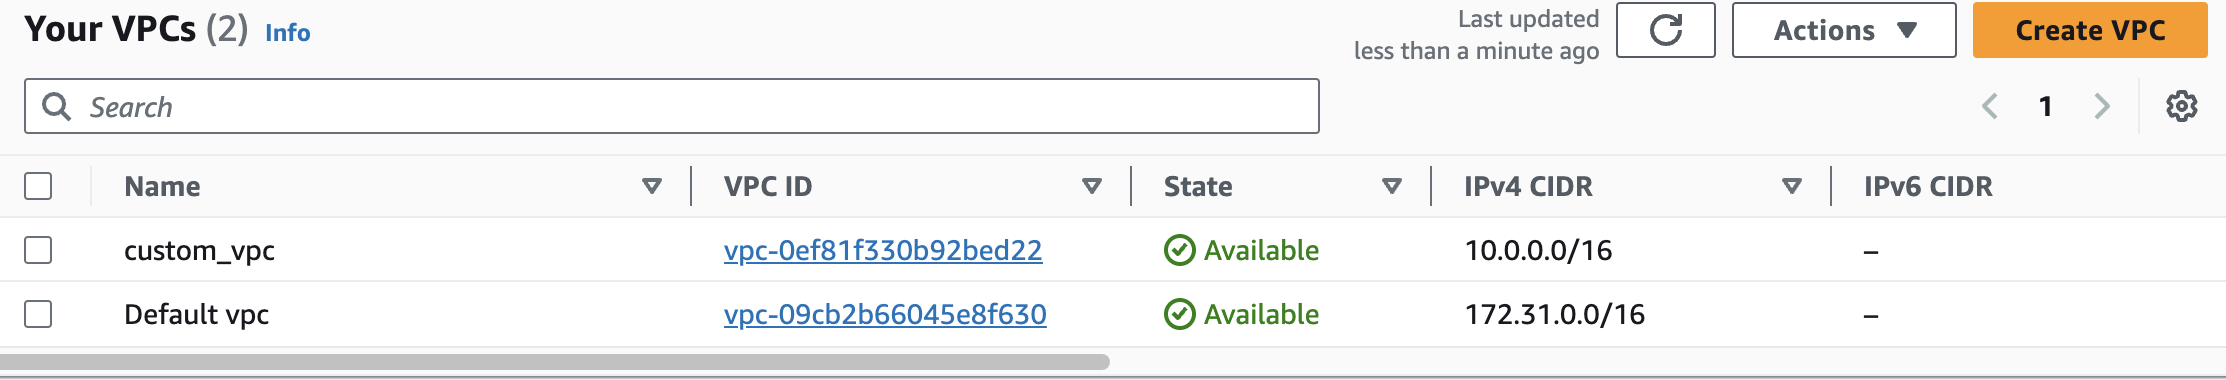 Your VPCs (2) Info
Last updated
less than a minute ago
Actions
Create VPC
Search
1
Name VPC ID State IPv4 CIDR IPv6 CIDR
custom_vpc vpc-0ef81f330b92bed22 Available 10.0.0.0/16 –
Default vpc vpc-09cb2b66045e8f630 Available 172.31.0.0/16 –